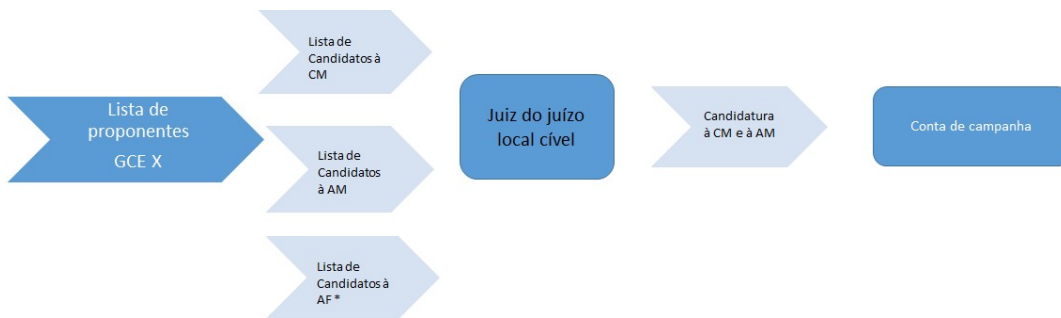 Lista de
proponentes
GCE X
Lista de
Candidatos à
CM
Lista de
Candidatos
à AM
Lista de
Candidatos à
AF *
Juiz do juízo
local cível
Candidatura
à CM e à AM
Conta de campanha